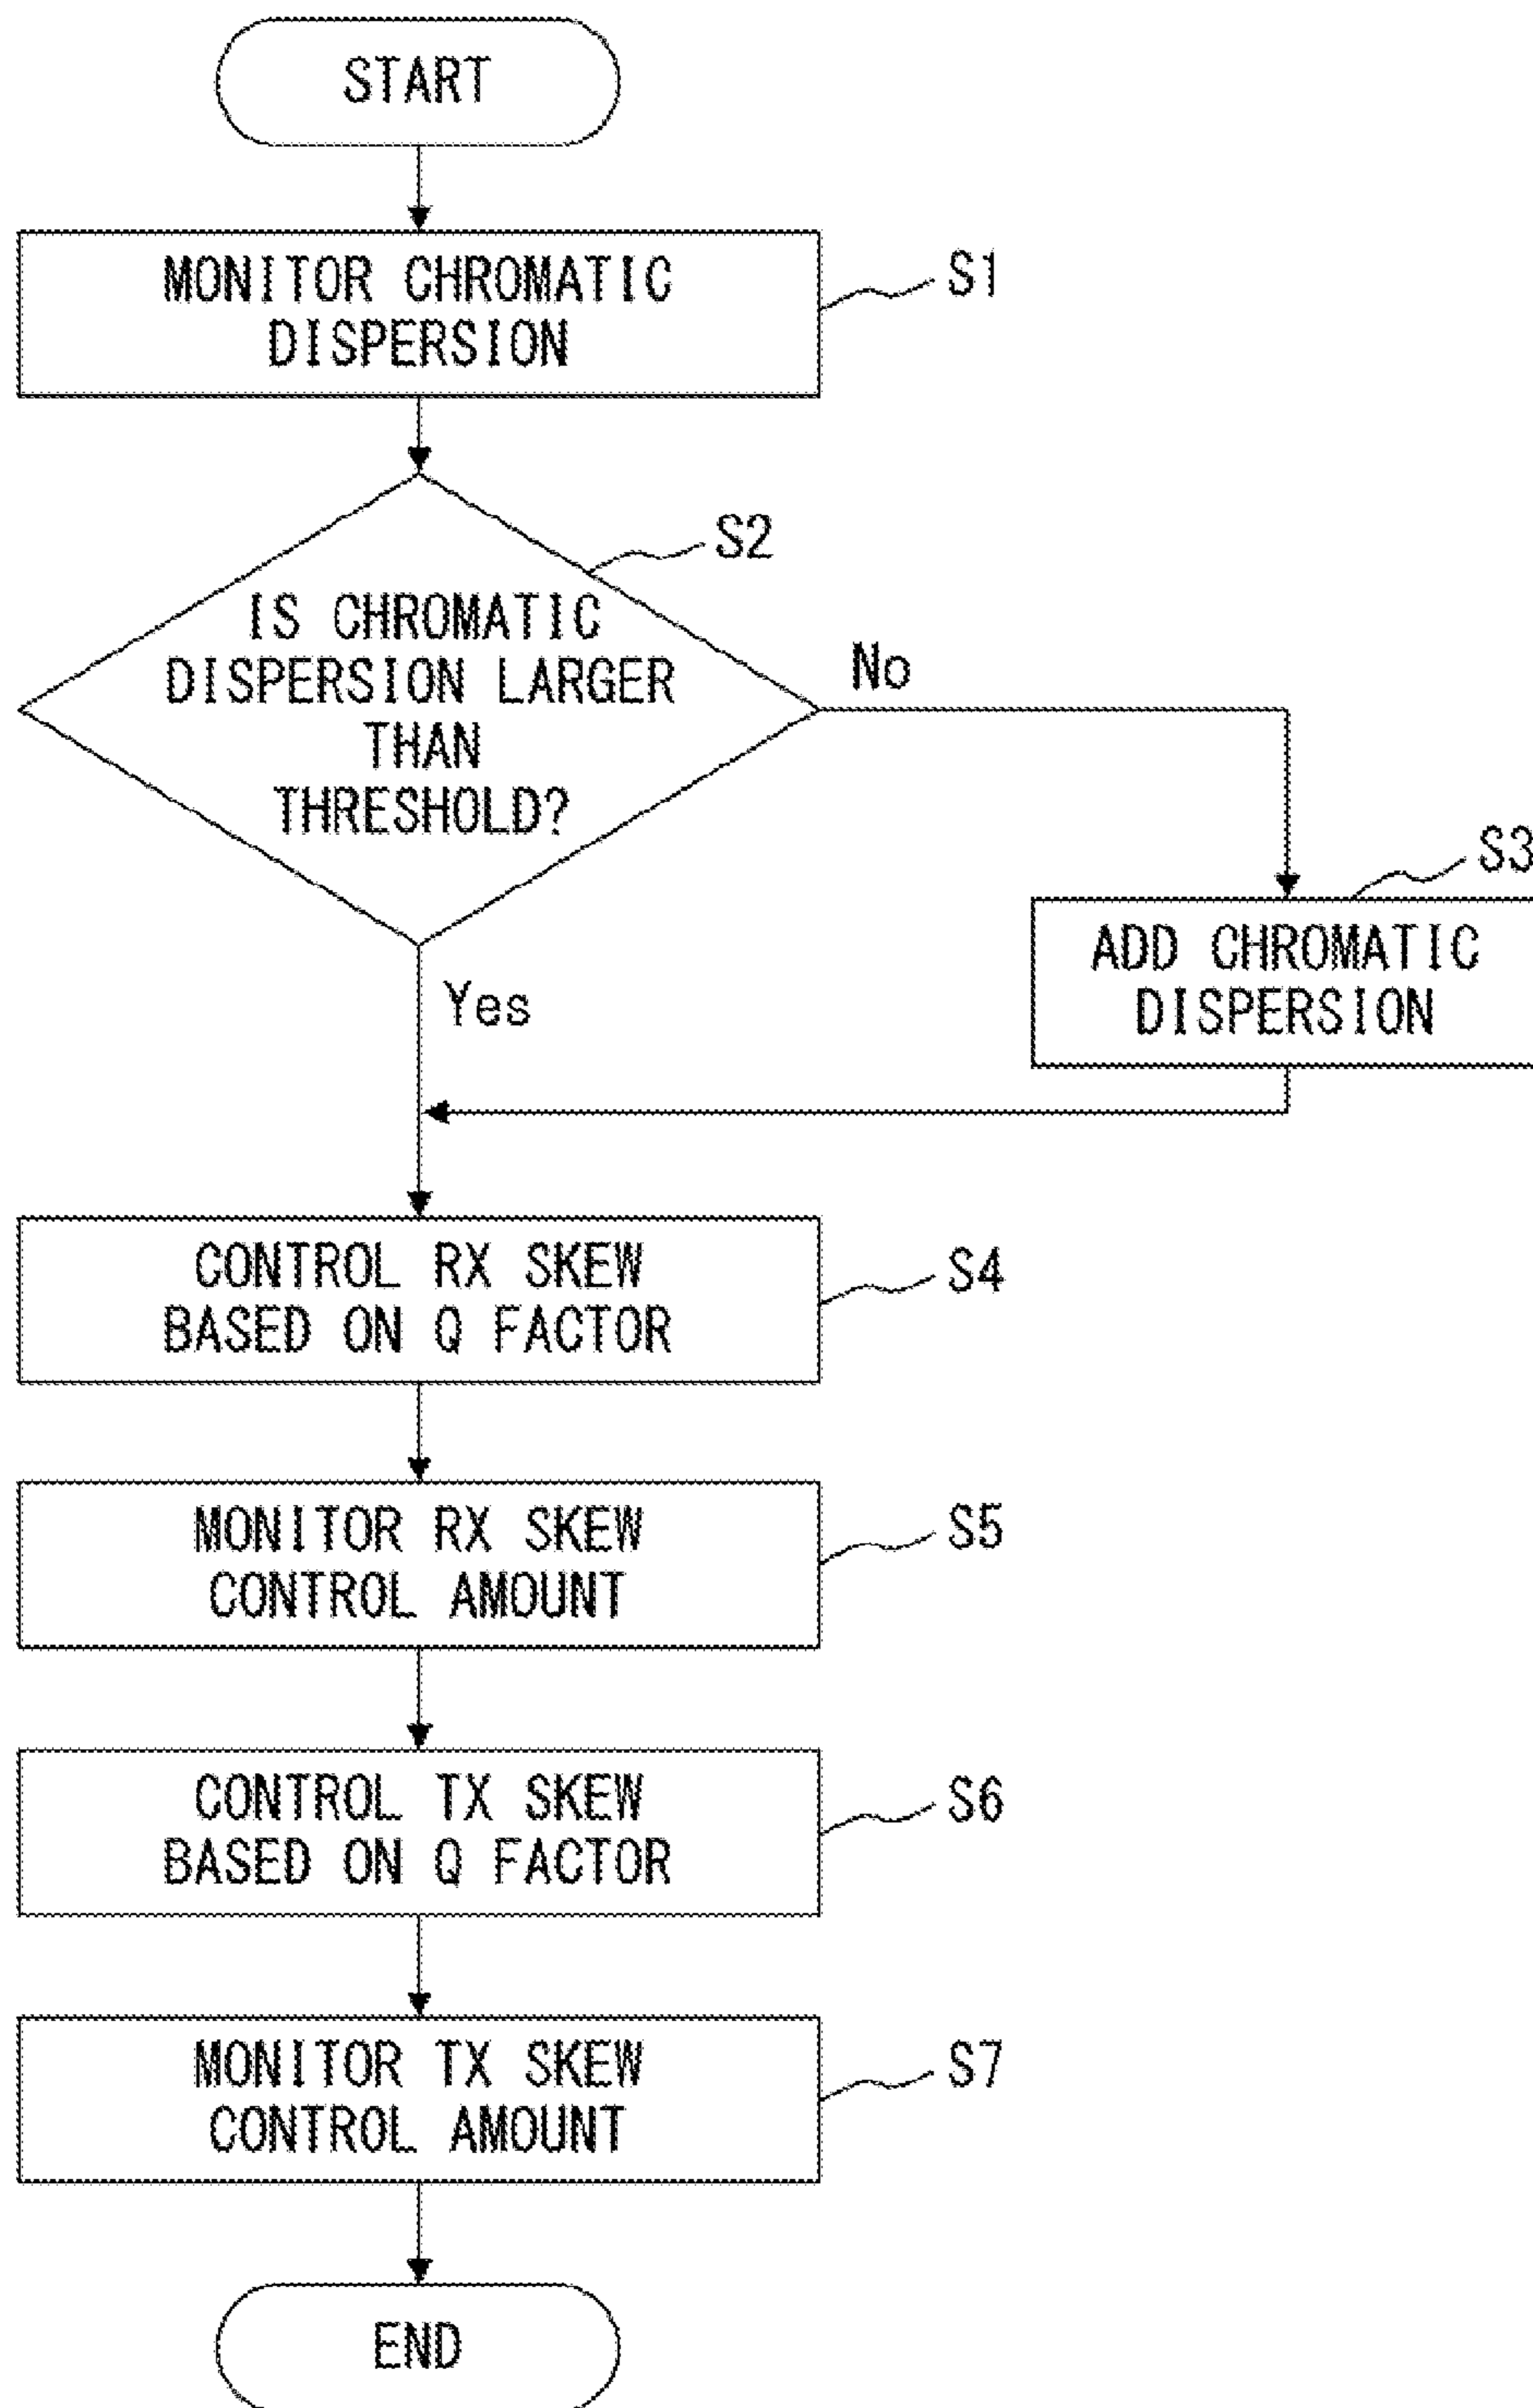 START
MONITOR CHROMATIC
DISPERSION
S1
S2
IS CHROMATIC
DISPERSION LARGER
THAN
THRESHOLD?
No
S3
ADD CHROMATIC
DISPERSION
Yes
CONTROL RX SKEW
BASED ON Q FACTOR
S4
MONITOR RX SKEW
CONTROL AMOUNT
S5
CONTROL TX SKEW
BASED ON Q FACTOR
S6
MONITOR TX SKEW
CONTROL AMOUNT
S7
END